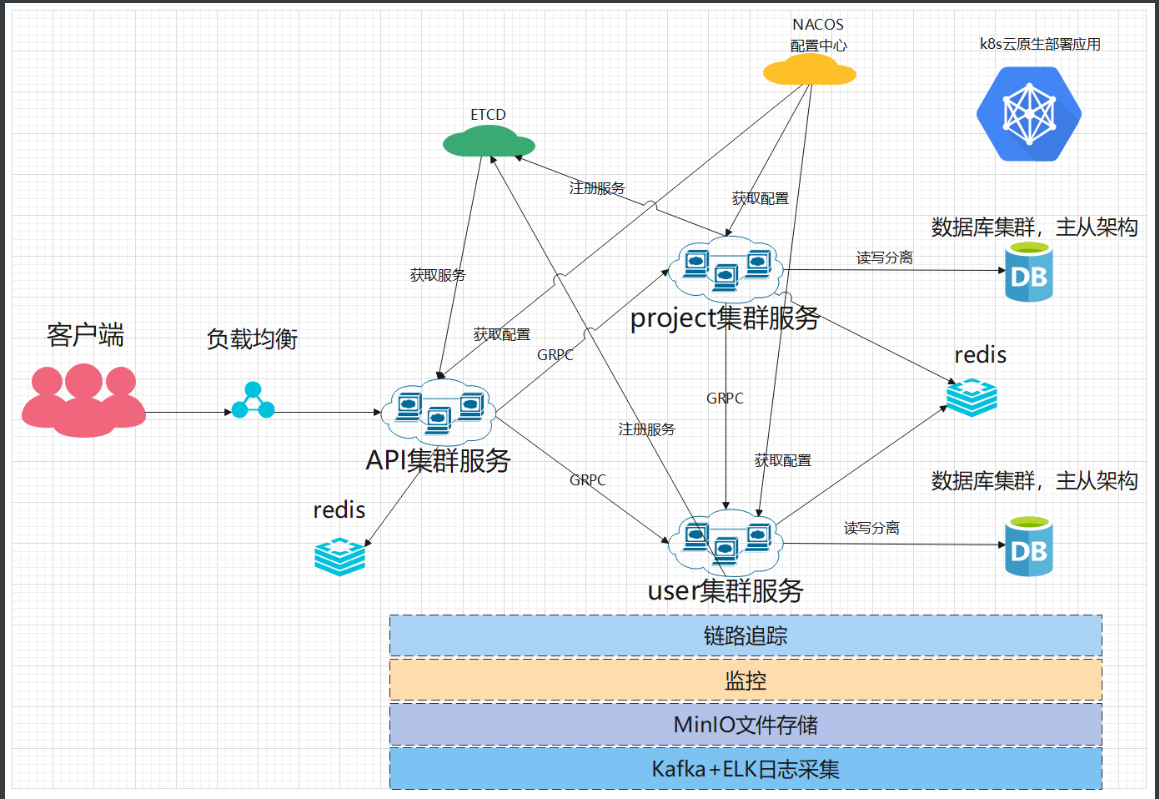 NACOS
配置中心
k8s云原生部署应用
ETCD
注册服务
获取配置
数据库集群，主从架构
读写分离
DB
获取服务
project集群服务
客户端
负载均衡
获取配置
GRPC
redis
GRPC
注册服务
获取配置
API集群服务
GRPC
数据库集群，主从架构
redis
读写分离
DB
user集群服务
链路追踪
监控
MinIO文件存储
Kafka+ELK日志采集